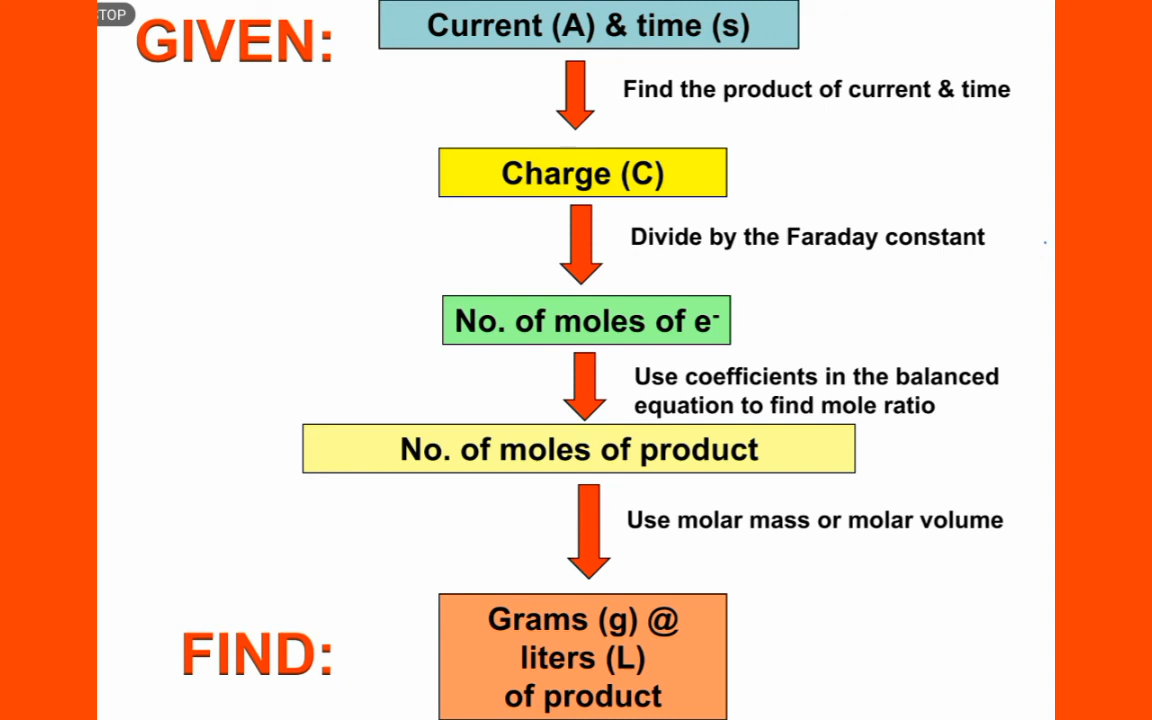 STOP
GIVEN:
Current (A) & time (s)
Find the product of current & time
Charge (C)
Divide by the Faraday constant
No. of moles of e⁻
Use coefficients in the balanced
equation to find mole ratio
No. of moles of product
Use molar mass or molar volume
FIND:
Grams (g) @
liters (L)
of product